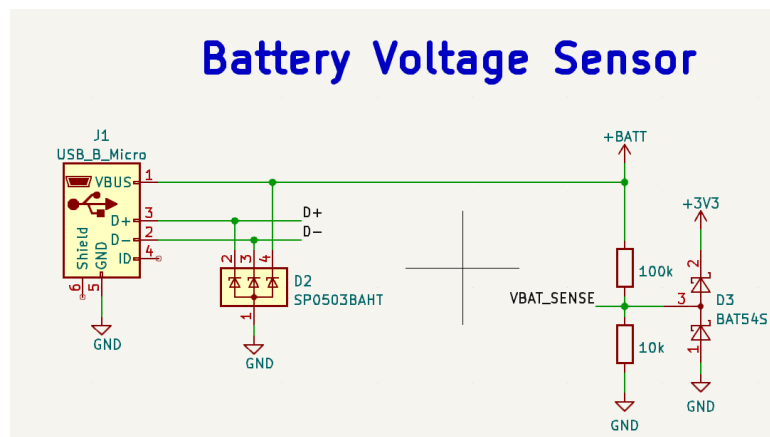 Battery Voltage Sensor
J1
USB_B_Micro
VBUS 1
D+ 3
D- 2
ID 4
Shield
GND
6
5
GND
D+
D-
2
3
4
D2
SP0503BAHT
1
GND
+BATT
+3V3
100k
2
VBAT_SENSE
3
D3
BAT54S
10k
1
GND
GND